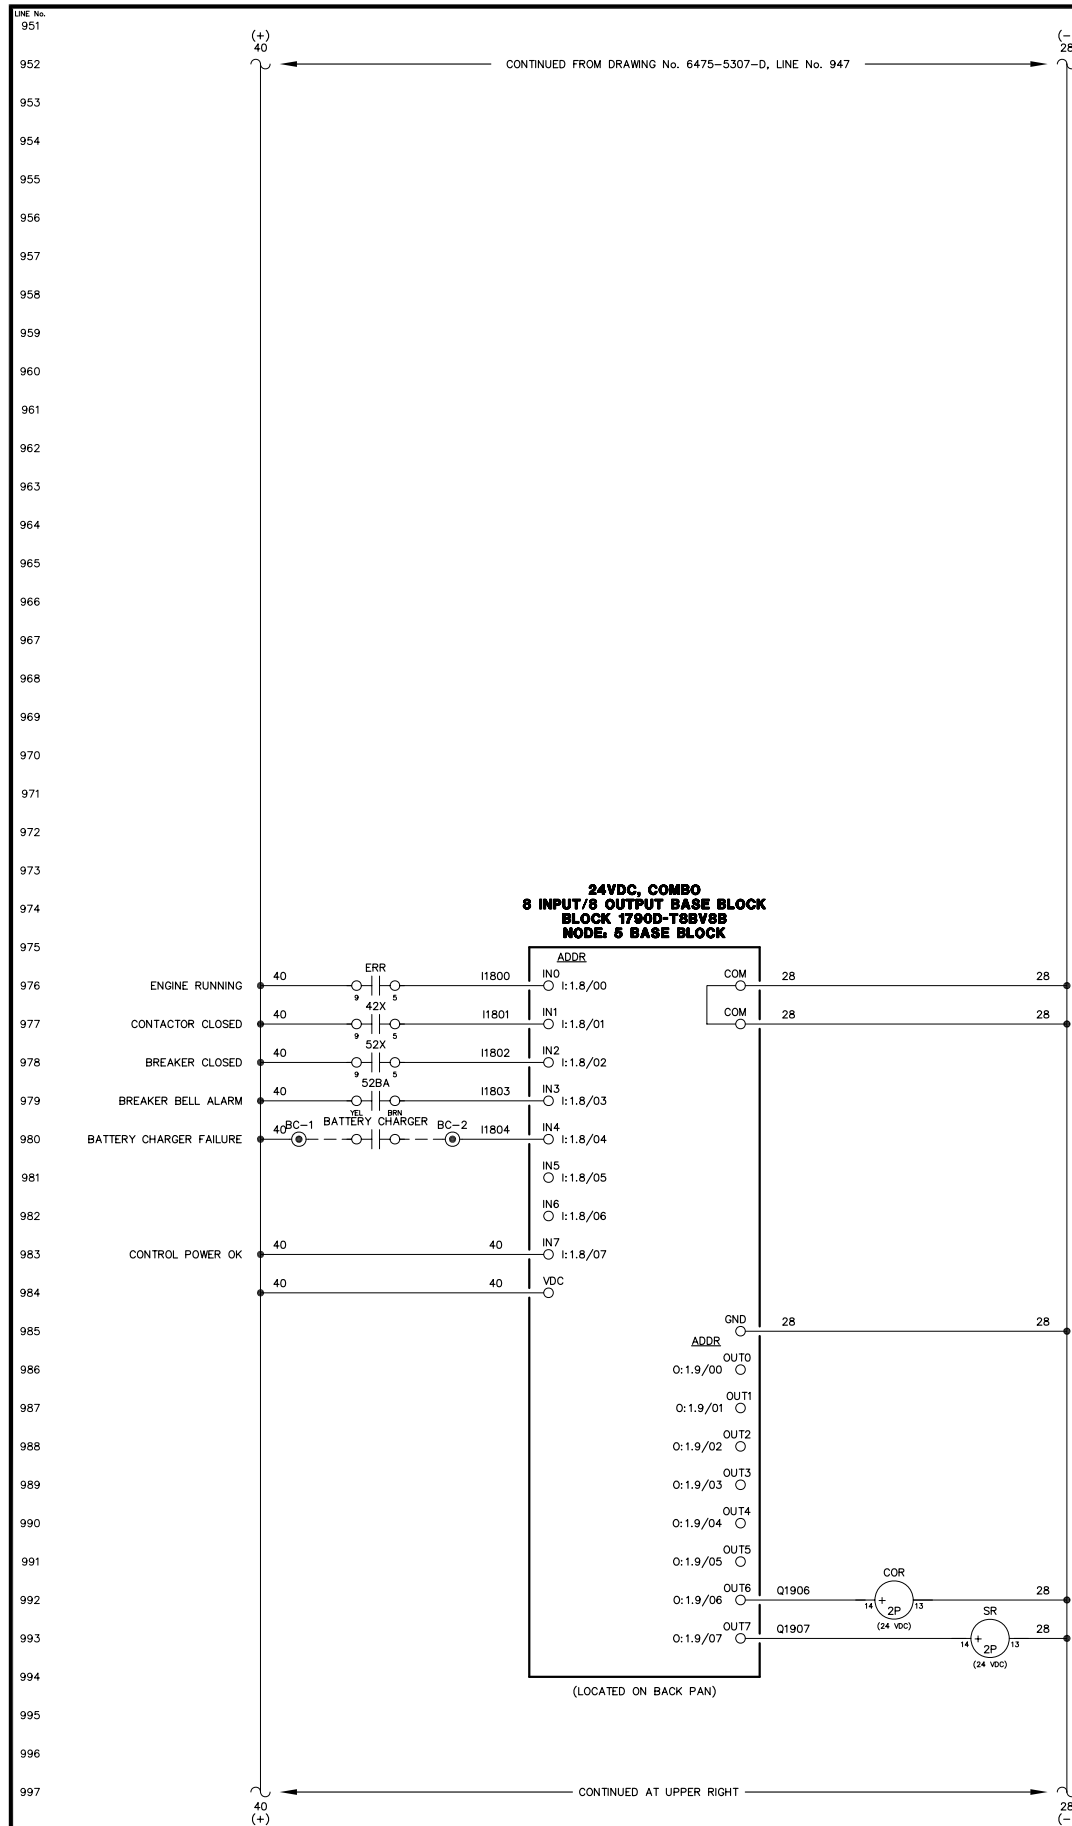 LINE No.
951
(+) (-
40 28
952 CONTINUED FROM DRAWING No. 6475-5307-D, LINE No. 947
953
954
955
956
957
958
959
960
961
962
963
964
965
966
967
968
969
970
971
972
973
24VDC, COMBO
974 8 INPUT/8 OUTPUT BASE BLOCK
BLOCK 1790D-T8BV8B
NODE: 5 BASE BLOCK
975
ADDR
976 ENGINE RUNNING 40 ERR 9 5 I1800 IN0 I:1.8/00 COM 28 28
977 CONTACTOR CLOSED 40 42X 9 5 I1801 IN1 I:1.8/01 COM 28 28
978 BREAKER CLOSED 40 52X 9 5 I1802 IN2 I:1.8/02
979 BREAKER BELL ALARM 40 52BA YEL BRN I1803 IN3 I:1.8/03
980 BATTERY CHARGER FAILURE 40 BC-1 BATTERY CHARGER BC-2 I1804 IN4 I:1.8/04
981 IN5 I:1.8/05
982 IN6 I:1.8/06
983 CONTROL POWER OK 40 40 IN7 I:1.8/07
984 40 40 VDC
985 GND 28 28
ADDR
986 O:1.9/00 OUT0
987 O:1.9/01 OUT1
988 O:1.9/02 OUT2
989 O:1.9/03 OUT3
990 O:1.9/04 OUT4
991 O:1.9/05 OUT5
992 O:1.9/06 OUT6 Q1906 COR 14 + 2P 13 (24 VDC) 28
993 O:1.9/07 OUT7 Q1907 SR 14 + 2P 13 (24 VDC) 28
994
(LOCATED ON BACK PAN)
995
996
997 CONTINUED AT UPPER RIGHT
40 28
(+) (-